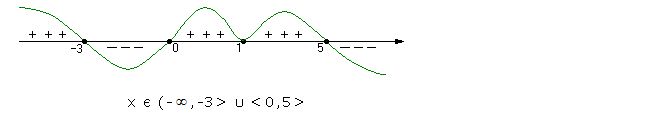 + + + — — — + + + + + + — — —
-3 0 1 5
x є (-∞,-3> u <0,5>